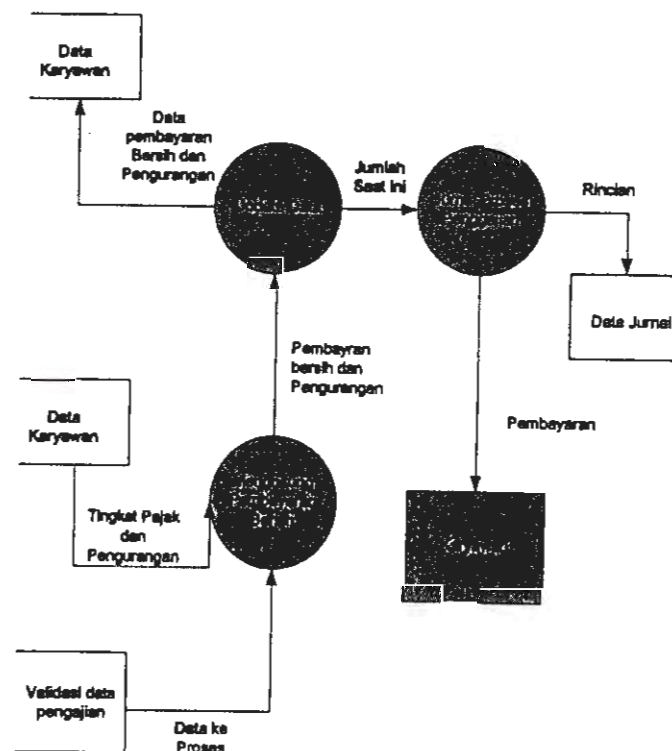 Data
Karyawan
Data
pembayaran
Bersih dan
Pengurangan
Jumlah
Saat Ini
Rincian
Data Jurnal
Pembayran
bersih dan
Pengurangan
Data
Karyawan
Pembayaran
Tingkat Pajak
dan
Pengurangan
Validasi data
pengajian
Data ke
Proses